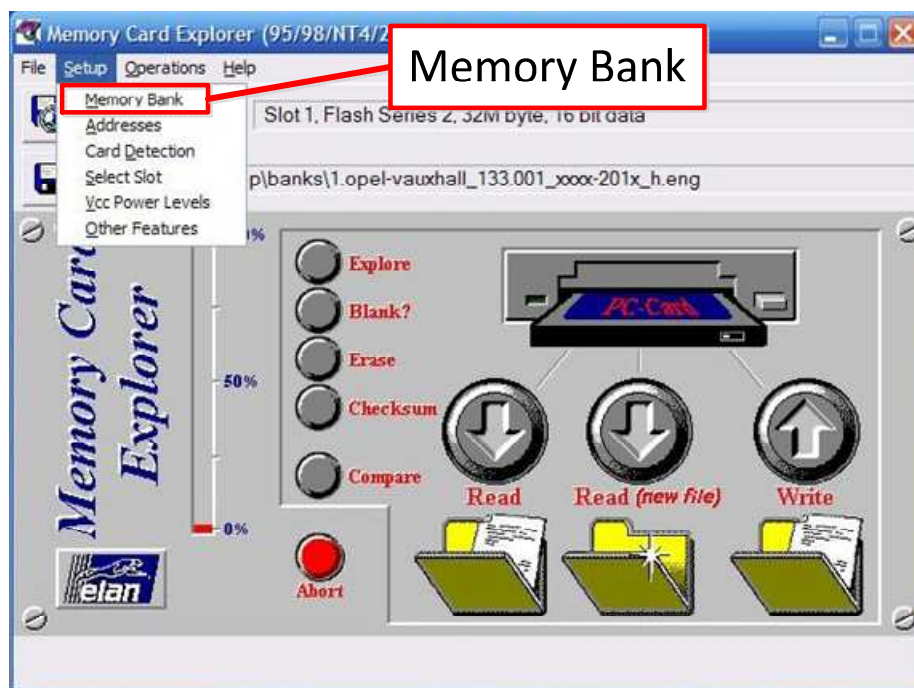 Memory Card Explorer (95/98/NT4/2
Memory Bank
File Setup Operations Help
Memory Bank
Addresses
Card Detection
Select Slot
Vcc Power Levels
Other Features
Slot 1, Flash Series 2, 32M byte, 16 bit data
p\banks\1.opel-vauxhall_133.001_xxxx-201x_h.eng
Memory Card
Explorer
%
50%
0%
Explore
Blank?
Erase
Checksum
Compare
Abort
PC-Card
Read
Read (new file)
Write
elan